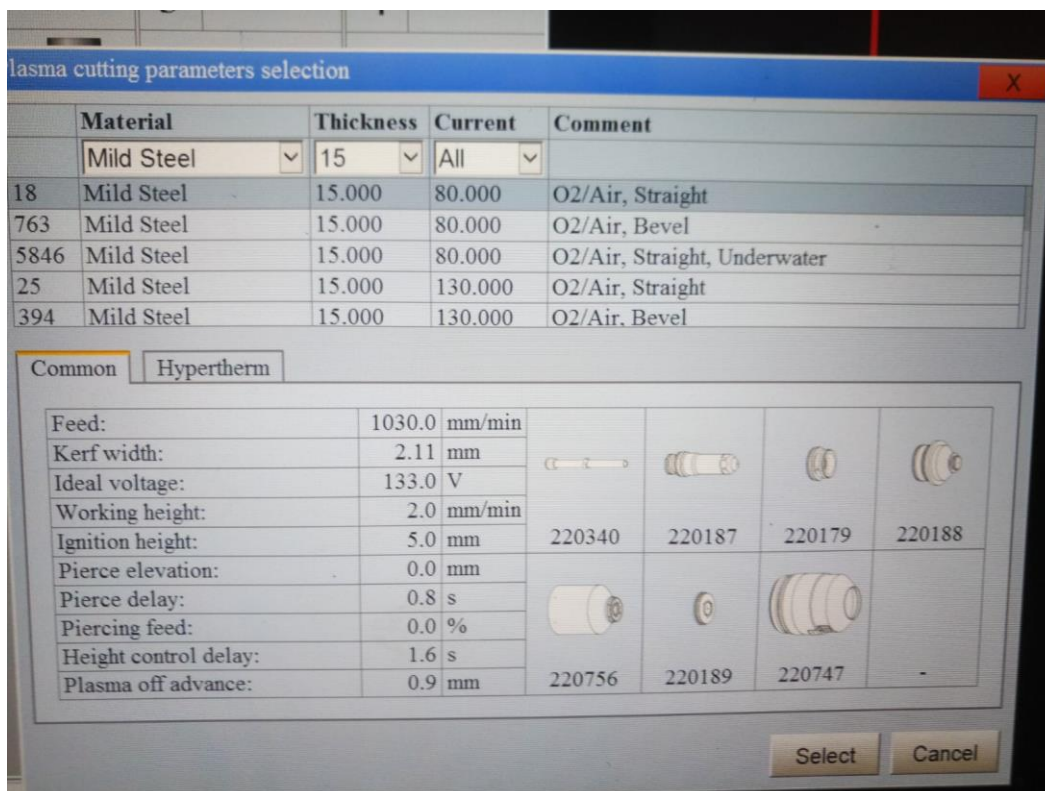 lasma cutting parameters selection
X
Material Thickness Current Comment
Mild Steel 15 All
18 Mild Steel 15.000 80.000 O2/Air, Straight
763 Mild Steel 15.000 80.000 O2/Air, Bevel
5846 Mild Steel 15.000 80.000 O2/Air, Straight, Underwater
25 Mild Steel 15.000 130.000 O2/Air, Straight
394 Mild Steel 15.000 130.000 O2/Air, Bevel
Common Hypertherm
Feed: 1030.0 mm/min
Kerf width: 2.11 mm
Ideal voltage: 133.0 V
Working height: 2.0 mm/min
Ignition height: 5.0 mm
220340 220187 220179 220188
Pierce elevation: 0.0 mm
Pierce delay: 0.8 s
Piercing feed: 0.0 %
Height control delay: 1.6 s
Plasma off advance: 0.9 mm
220756 220189 220747 -
Select Cancel